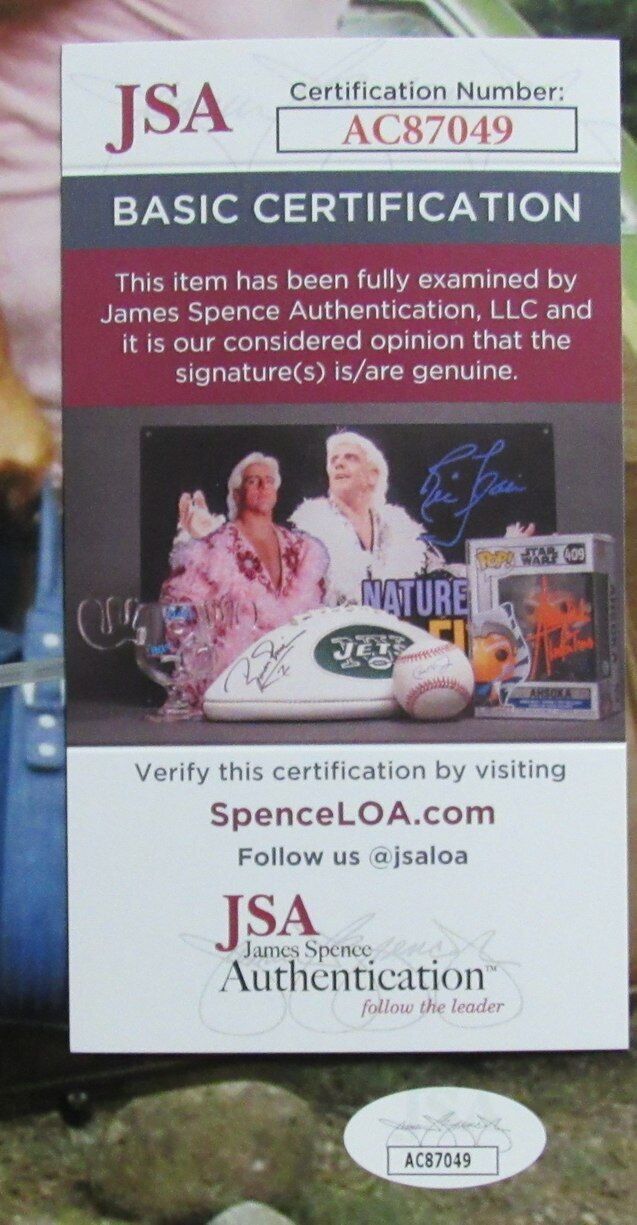 JSA
Certification Number:
AC87049
BASIC CERTIFICATION
This item has been fully examined by
James Spence Authentication, LLC and
it is our considered opinion that the
signature(s) is/are genuine.
NATURE
POP!
STAR
WARS
409
JETS
AHSOKA
Verify this certification by visiting
SpenceLOA.com
Follow us @jsaloa
JSA
James Spence
Authentication™
follow the leader
AC87049